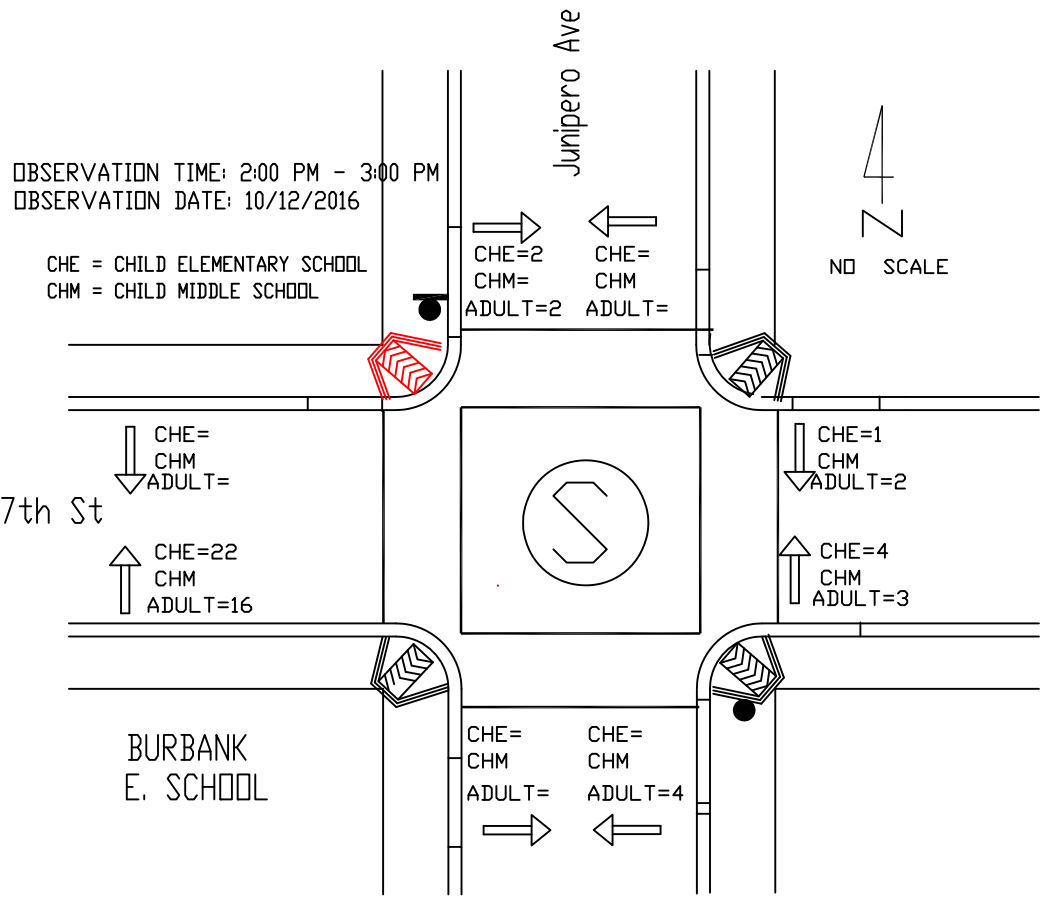 Junipero Ave
OBSERVATION TIME: 2:00 PM - 3:00 PM
OBSERVATION DATE: 10/12/2016
CHE = CHILD ELEMENTARY SCHOOL
CHM = CHILD MIDDLE SCHOOL
N
NO SCALE
CHE=2
CHM=
ADULT=2
CHE=
CHM
ADULT=
CHE=
CHM
ADULT=
7th St
CHE=22
CHM
ADULT=16
S
CHE=1
CHM
ADULT=2
CHE=4
CHM
ADULT=3
BURBANK
E. SCHOOL
CHE=
CHM
ADULT=
CHE=
CHM
ADULT=4